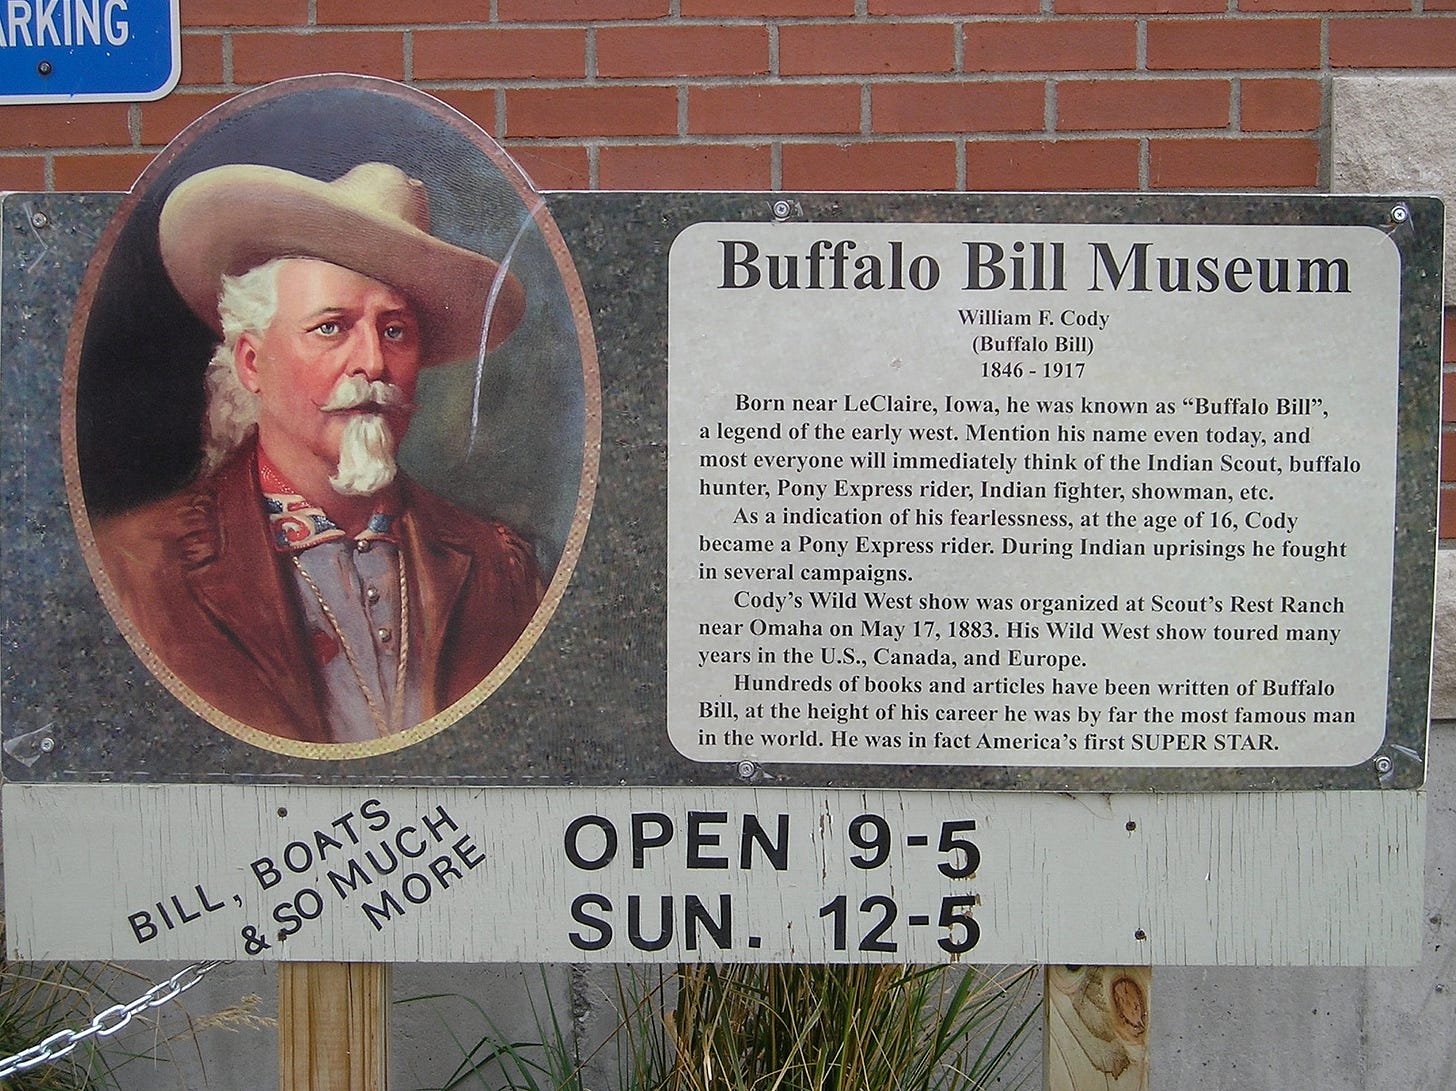 ARKING
Buffalo Bill Museum
William F. Cody
(Buffalo Bill)
1846 - 1917
Born near LeClaire, Iowa, he was known as “Buffalo Bill”,
a legend of the early west. Mention his name even today, and
most everyone will immediately think of the Indian Scout, buffalo
hunter, Pony Express rider, Indian fighter, showman, etc.
As a indication of his fearlessness, at the age of 16, Cody
became a Pony Express rider. During Indian uprisings he fought
in several campaigns.
Cody’s Wild West show was organized at Scout’s Rest Ranch
near Omaha on May 17, 1883. His Wild West show toured many
years in the U.S., Canada, and Europe.
Hundreds of books and articles have been written of Buffalo
Bill, at the height of his career he was by far the most famous man
in the world. He was in fact America’s first SUPER STAR.
BILL, BOATS
& SO MUCH
MORE
OPEN 9-5
SUN. 12-5